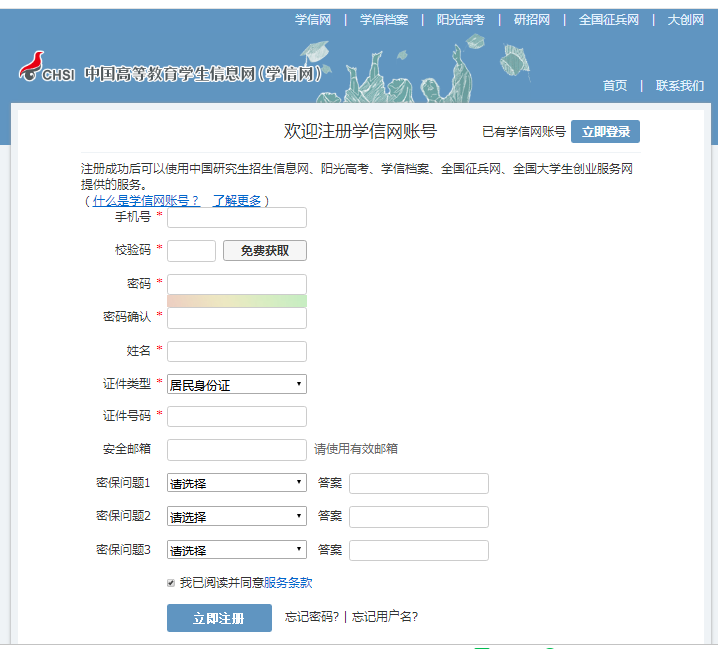 学信网 | 学信档案 | 阳光高考 | 研招网 | 全国征兵网 | 大创网
CHSI 中国高等教育学生信息网(学信网)
首页 | 联系我们
欢迎注册学信网账号 已有学信网账号 立即登录
注册成功后可以使用中国研究生招生信息网、阳光高考、学信档案、全国征兵网、全国大学生创业服务网
提供的服务。
(什么是学信网账号? 了解更多)
手机号 *
校验码 * 免费获取
密码 *
密码确认 *
姓名 *
证件类型 * 居民身份证
证件号码 *
安全邮箱 请使用有效邮箱
密保问题1 请选择 答案
密保问题2 请选择 答案
密保问题3 请选择 答案
我已阅读并同意服务条款
立即注册 忘记密码? | 忘记用户名?